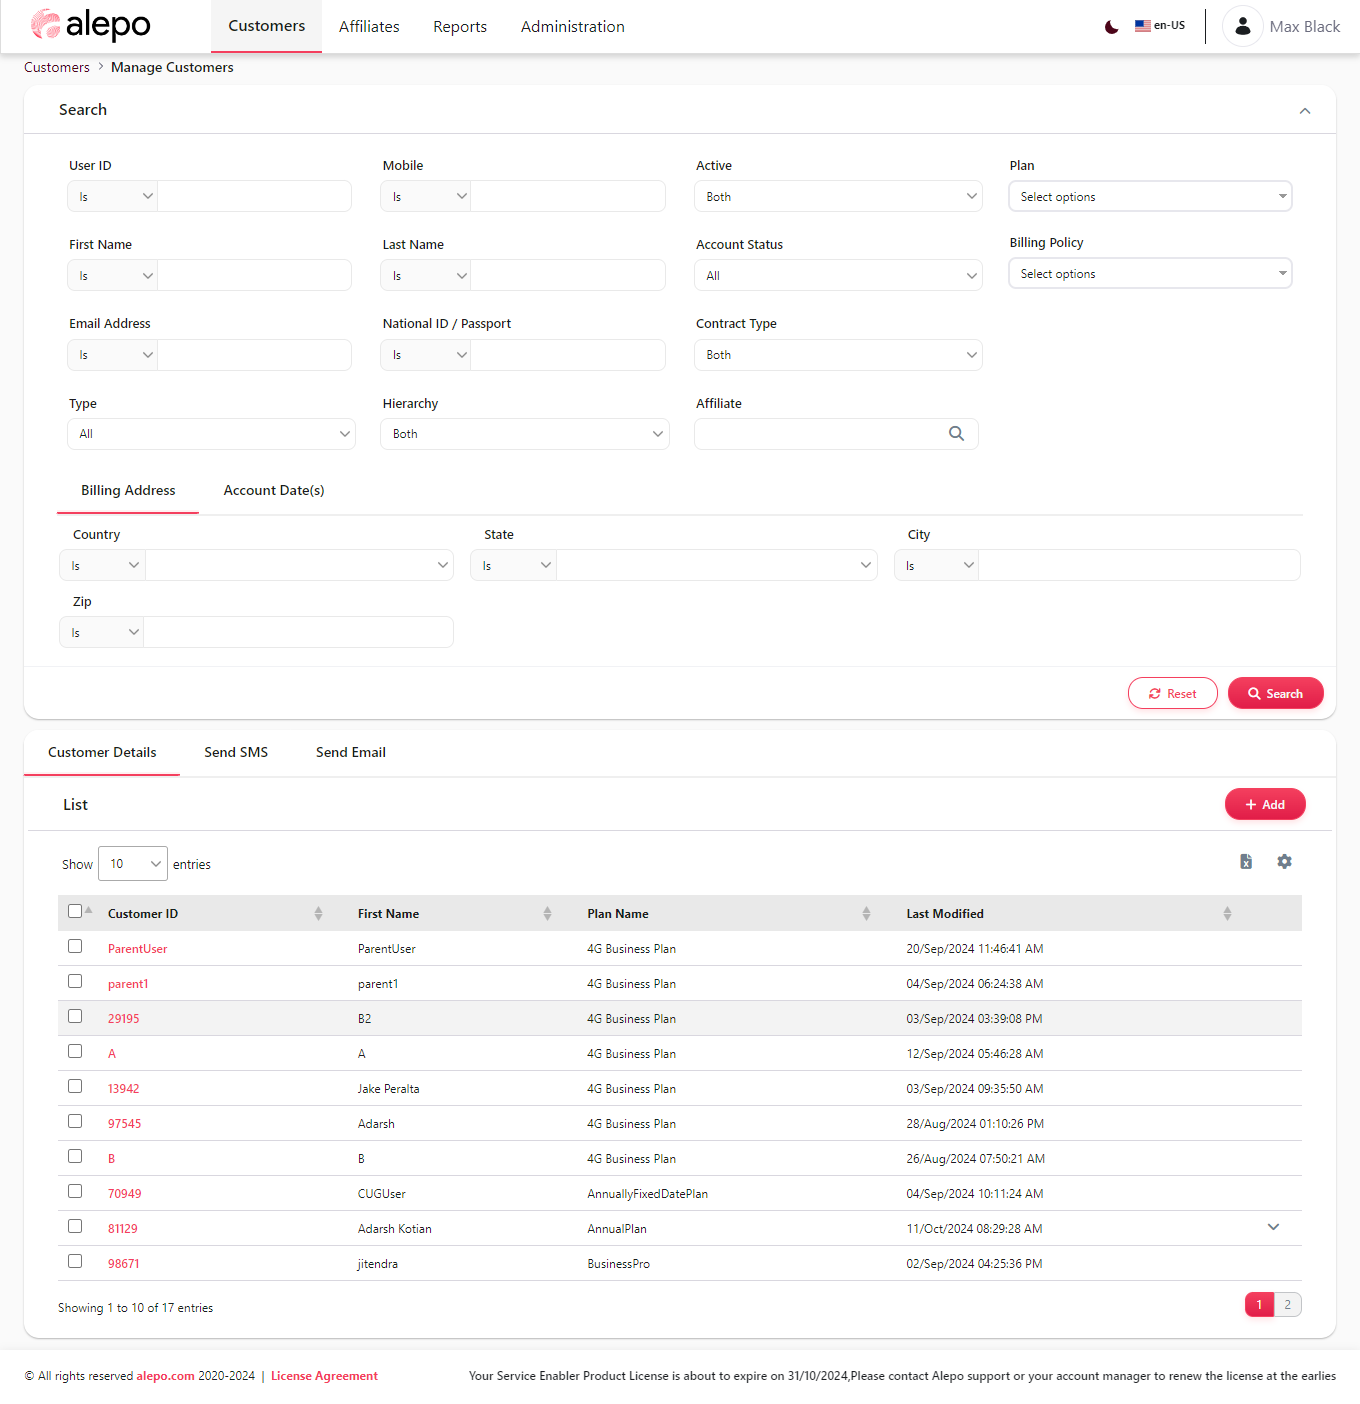 alepo Customers Affiliates Reports Administration en-US Max Black
Customers > Manage Customers
Search
User ID Mobile Active Plan
Is Is Both Select options
First Name Last Name Account Status Billing Policy
Is Is All Select options
Email Address National ID / Passport Contract Type
Is Is Both
Type Hierarchy Affiliate
All Both
Billing Address Account Date(s)
Country State City
Is Is Is
Zip
Is
Reset Search
Customer Details Send SMS Send Email
List + Add
Show 10 entries
Customer ID First Name Plan Name Last Modified
ParentUser ParentUser 4G Business Plan 20/Sep/2024 11:46:41 AM
parent1 parent1 4G Business Plan 04/Sep/2024 06:24:38 AM
29195 B2 4G Business Plan 03/Sep/2024 03:39:08 PM
A A 4G Business Plan 12/Sep/2024 05:46:28 AM
13942 Jake Peralta 4G Business Plan 03/Sep/2024 09:35:50 AM
97545 Adarsh 4G Business Plan 28/Aug/2024 01:10:26 PM
B B 4G Business Plan 26/Aug/2024 07:50:21 AM
70949 CUGUser AnnuallyFixedDatePlan 04/Sep/2024 10:11:24 AM
81129 Adarsh Kotian AnnualPlan 11/Oct/2024 08:29:28 AM
98671 jitendra BusinessPro 02/Sep/2024 04:25:36 PM
Showing 1 to 10 of 17 entries 1 2
© All rights reserved alepo.com 2020-2024 | License Agreement Your Service Enabler Product License is about to expire on 31/10/2024,Please contact Alepo support or your account manager to renew the license at the earlies